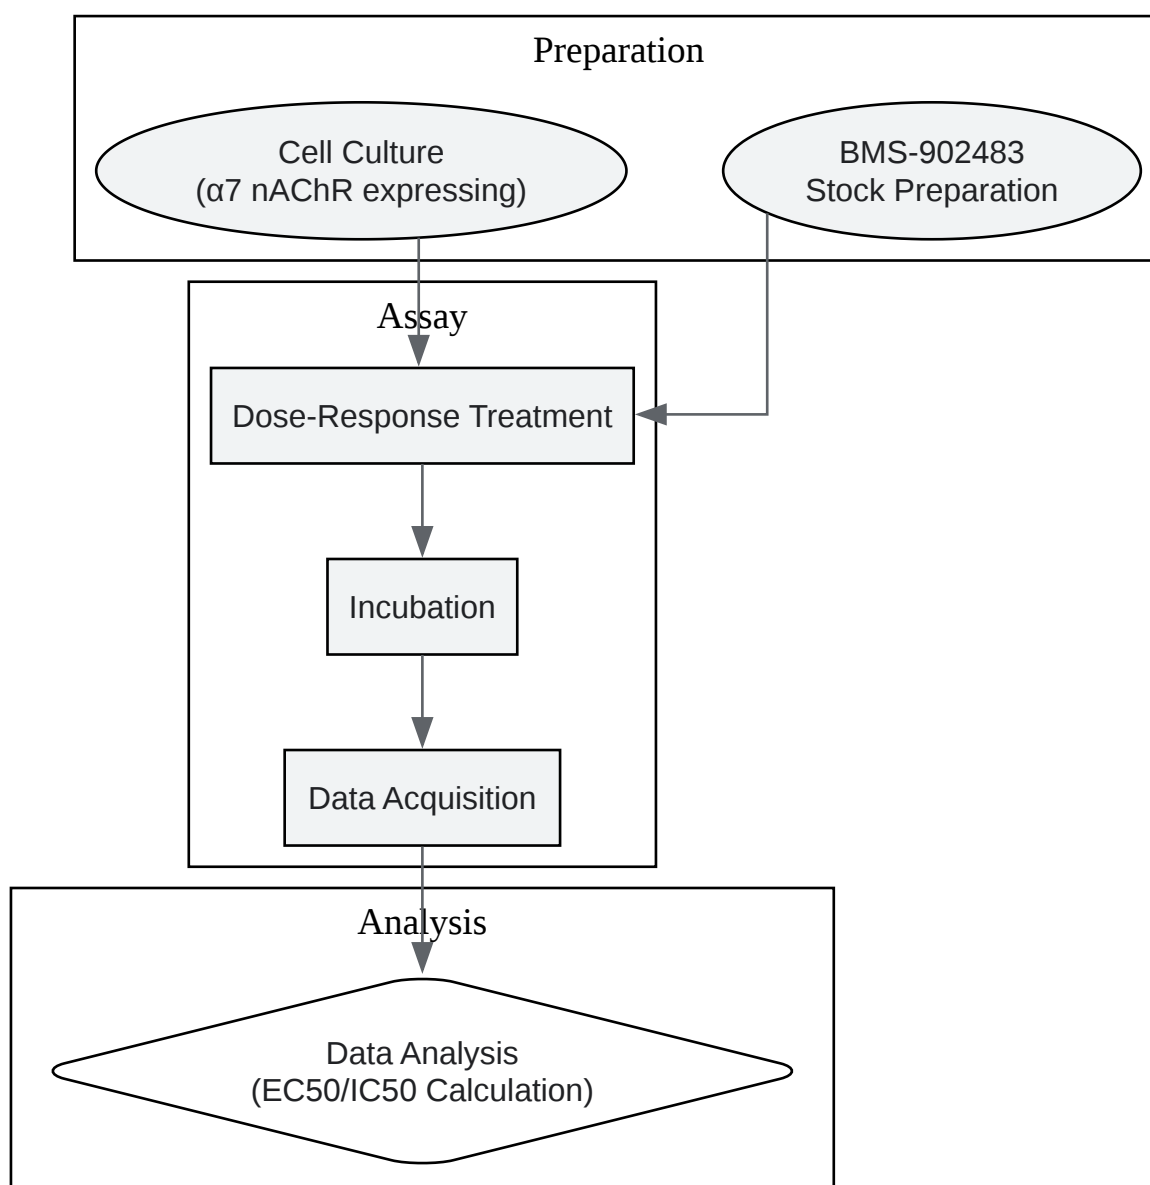 Preparation
Cell Culture
(α7 nAChR expressing)
BMS-902483
Stock Preparation
Assay
Dose-Response Treatment
Incubation
Data Acquisition
Analysis
Data Analysis
(EC50/IC50 Calculation)